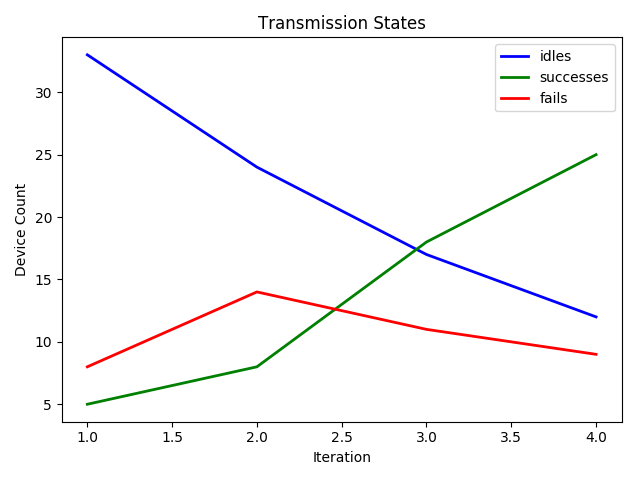 Transmission States
idles
successes
fails
Device Count
30
25
20
15
10
5
1.0 1.5 2.0 2.5 3.0 3.5 4.0
Iteration